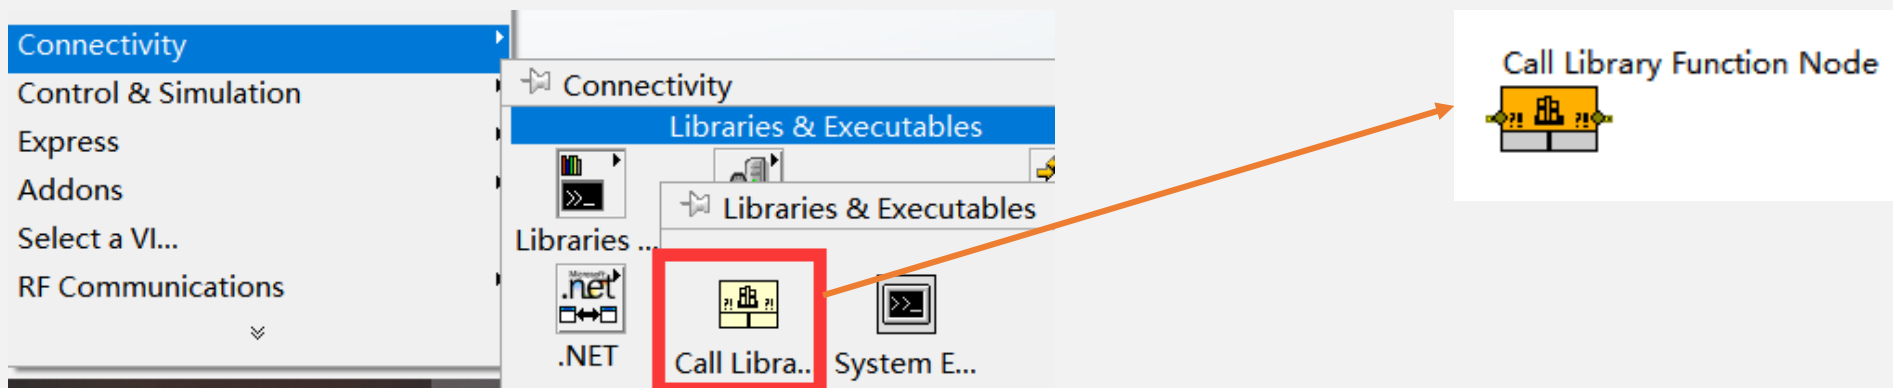 Connectivity
Control & Simulation
Express
Addons
Select a VI...
RF Communications
Connectivity
Libraries & Executables
Libraries ...
Libraries & Executables
Microsoft
.net
.NET
Call Libra..
System E...
Call Library Function Node